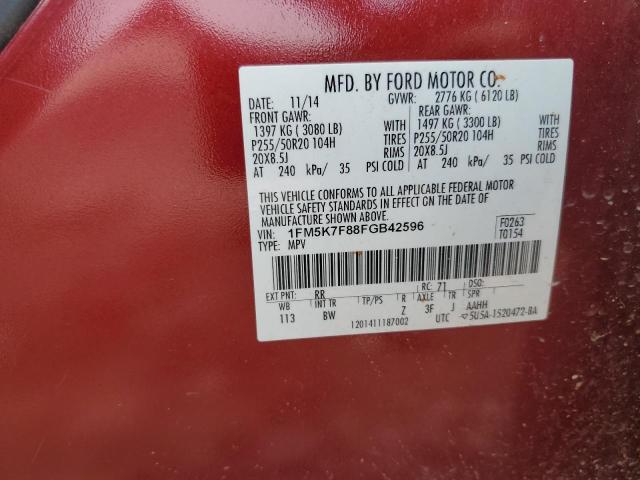 MFD. BY FORD MOTOR CO.
DATE: 11/14 GVWR: 2776 KG ( 6120 LB)
FRONT GAWR: REAR GAWR:
1397 KG ( 3080 LB) WITH 1497 KG ( 3300 LB) WITH
P255/50R20 104H TIRES P255/50R20 104H TIRES
20X8.5J RIMS 20X8.5J RIMS
AT 240 kPa/ 35 PSI COLD AT 240 kPa/ 35 PSI COLD
THIS VEHICLE CONFORMS TO ALL APPLICABLE FEDERAL MOTOR
VEHICLE SAFETY STANDARDS IN EFFECT ON THE DATE OF
MANUFACTURE SHOWN ABOVE.
VIN: 1FM5K7F88FGB42596 F0263
TYPE: MPV T0154
EXT PNT: RR RC: 71 DSO:
WB INT TR TP/PS R AXLE TR SPR
113 BW Z 3F J AAHH
1201411187002 UTC 5U5A-1520472-BA